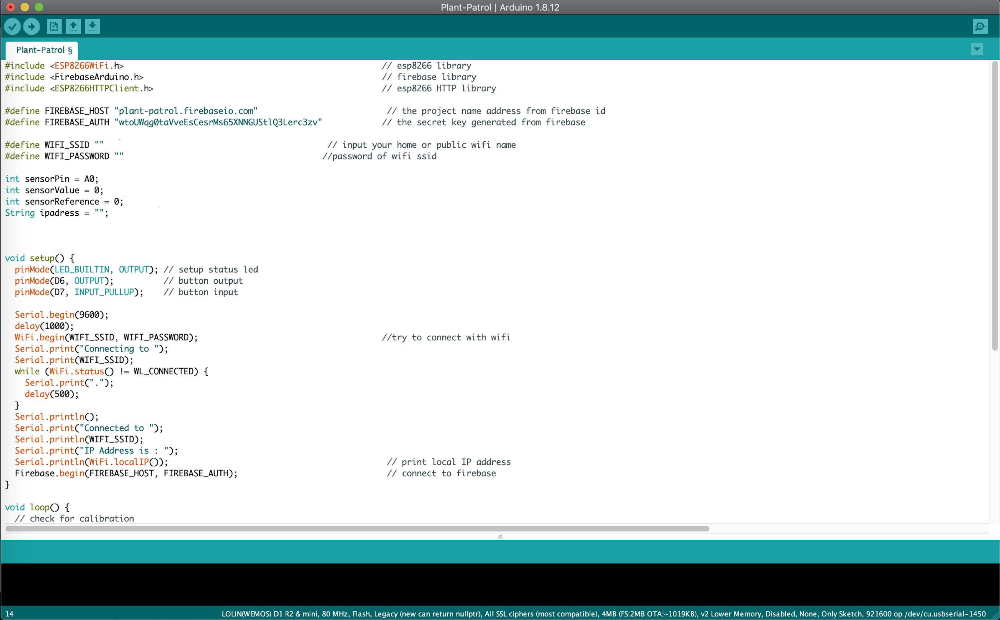 Plant-Patrol | Arduino 1.8.12
Plant-Patrol §
#include <ESP8266WiFi.h> // esp8266 library
#include <FirebaseArduino.h> // firebase library
#include <ESP8266HTTPClient.h> // esp8266 HTTP library
#define FIREBASE_HOST "plant-patrol.firebaseio.com" // the project name address from firebase id
#define FIREBASE_AUTH "wtoUWqg0taVveEsCesrMs65XNNGUStlQ3Lerc3zv" // the secret key generated from firebase
#define WIFI_SSID "" // input your home or public wifi name
#define WIFI_PASSWORD "" //password of wifi ssid
int sensorPin = A0;
int sensorValue = 0;
int sensorReference = 0;
String ipadress = "";
void setup() {
pinMode(LED_BUILTIN, OUTPUT); // setup status led
pinMode(D6, OUTPUT); // button output
pinMode(D7, INPUT_PULLUP); // button input
Serial.begin(9600);
delay(1000);
WiFi.begin(WIFI_SSID, WIFI_PASSWORD); //try to connect with wifi
Serial.print("Connecting to ");
Serial.print(WIFI_SSID);
while (WiFi.status() != WL_CONNECTED) {
Serial.print(".");
delay(500);
}
Serial.println();
Serial.print("Connected to ");
Serial.println(WIFI_SSID);
Serial.print("IP Address is : ");
Serial.println(WiFi.localIP()); // print local IP address
Firebase.begin(FIREBASE_HOST, FIREBASE_AUTH); // connect to firebase
}
void loop() {
// check for calibration
14 LOLIN(WEMOS) D1 R2 & mini, 80 MHz, Flash, Legacy (new can return nullptr), All SSL ciphers (most compatible), 4MB (FS:2MB OTA:~1019KB), v2 Lower Memory, Disabled, None, Only Sketch, 921600 op /dev/cu.usbserial-1450